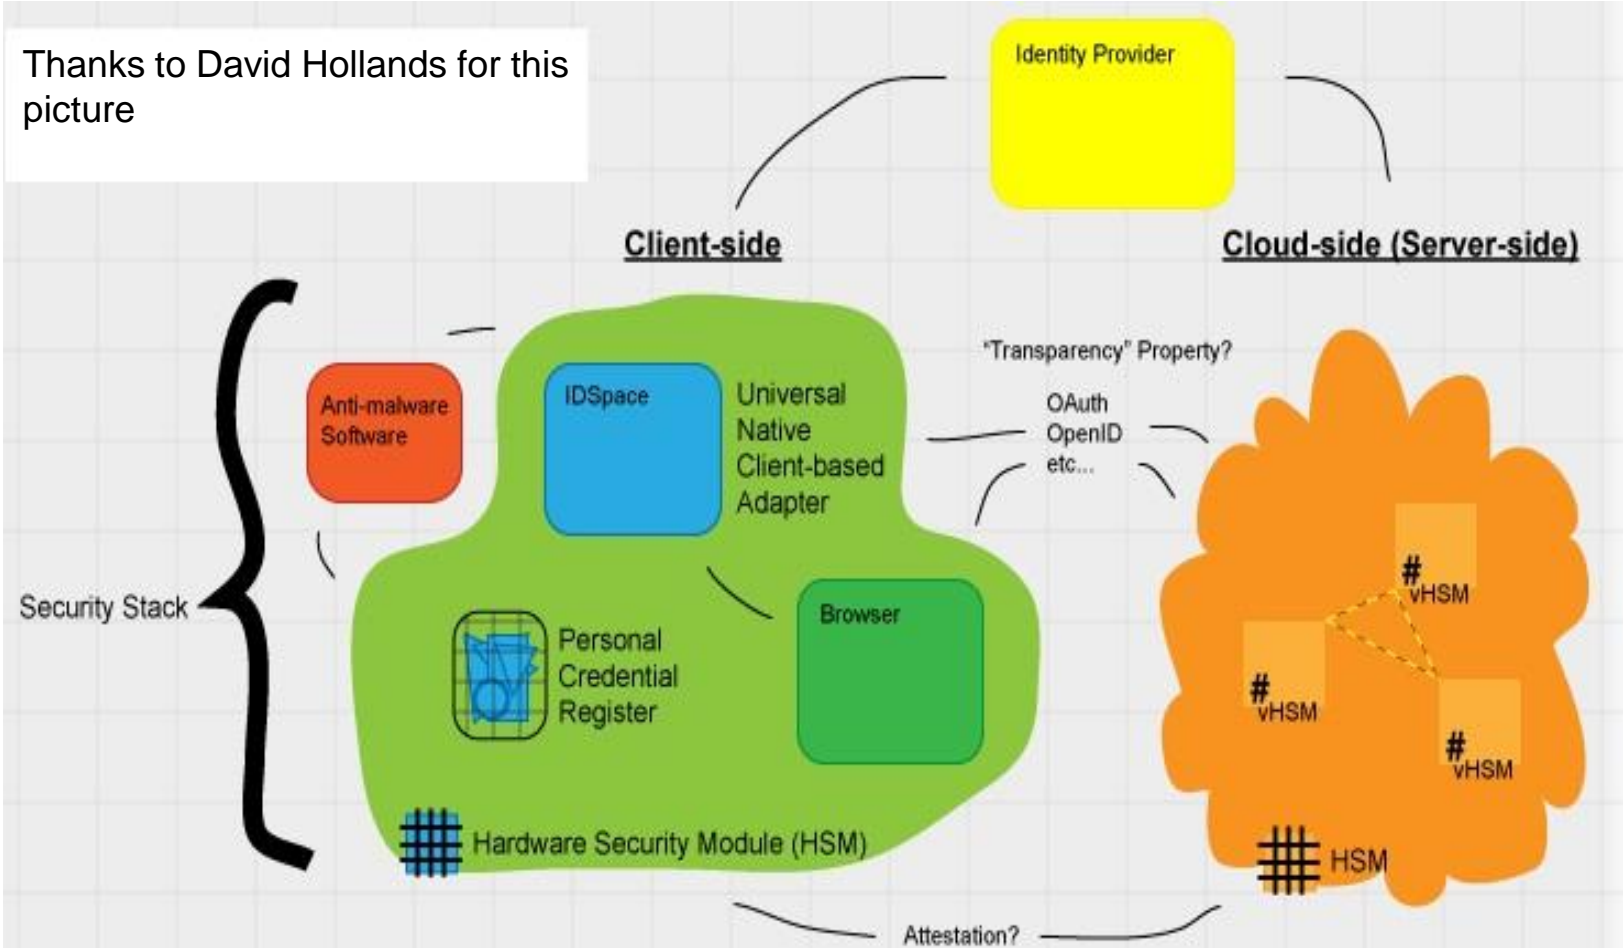 Thanks to David Hollands for this
picture
Identity Provider
Client-side
Cloud-side (Server-side)
"Transparency" Property?
Anti-malware
Software
IDSpace
Universal
Native
Client-based
Adapter
OAuth
OpenID
etc...
Security Stack
Personal
Credential
Register
Browser
#
vHSM
#
vHSM
#
vHSM
Hardware Security Module (HSM)
HSM
Attestation?